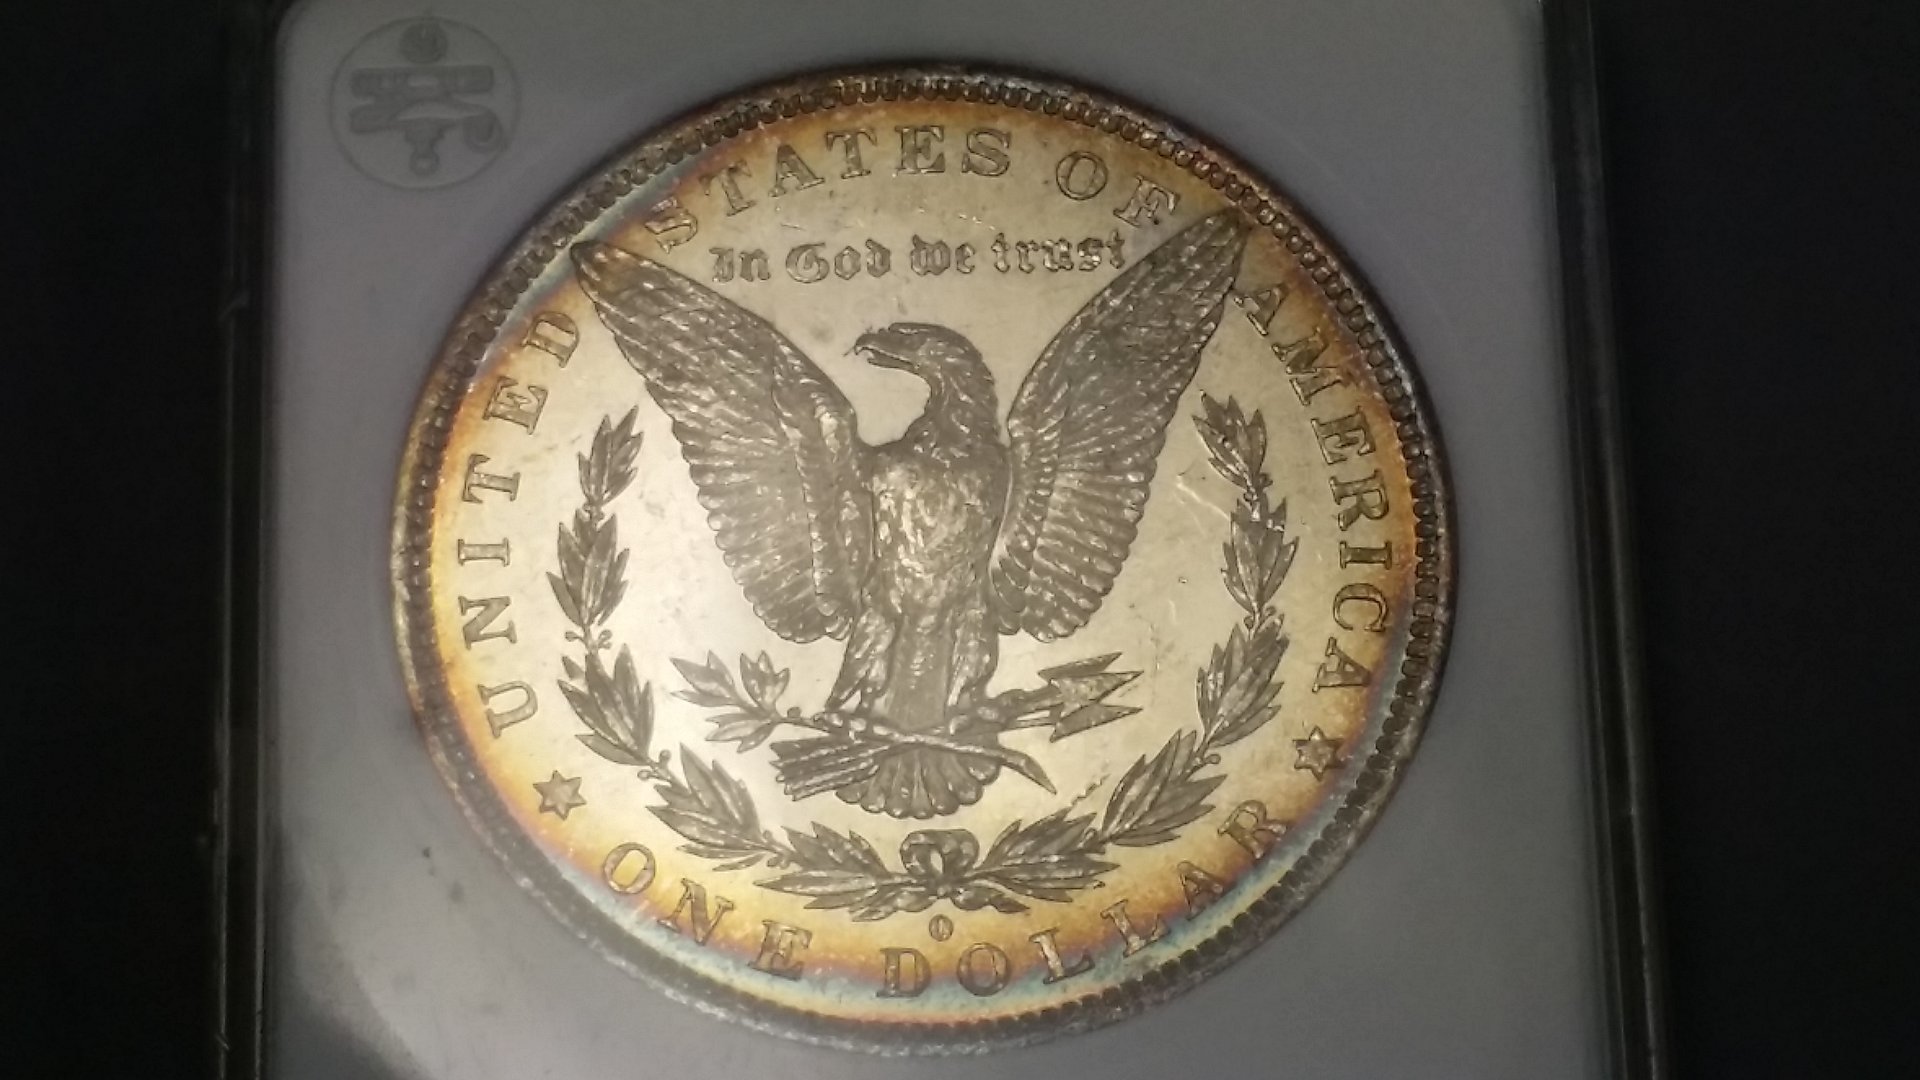 UNITED STATES OF AMERICA
In God we trust
ONE DOLLAR
O